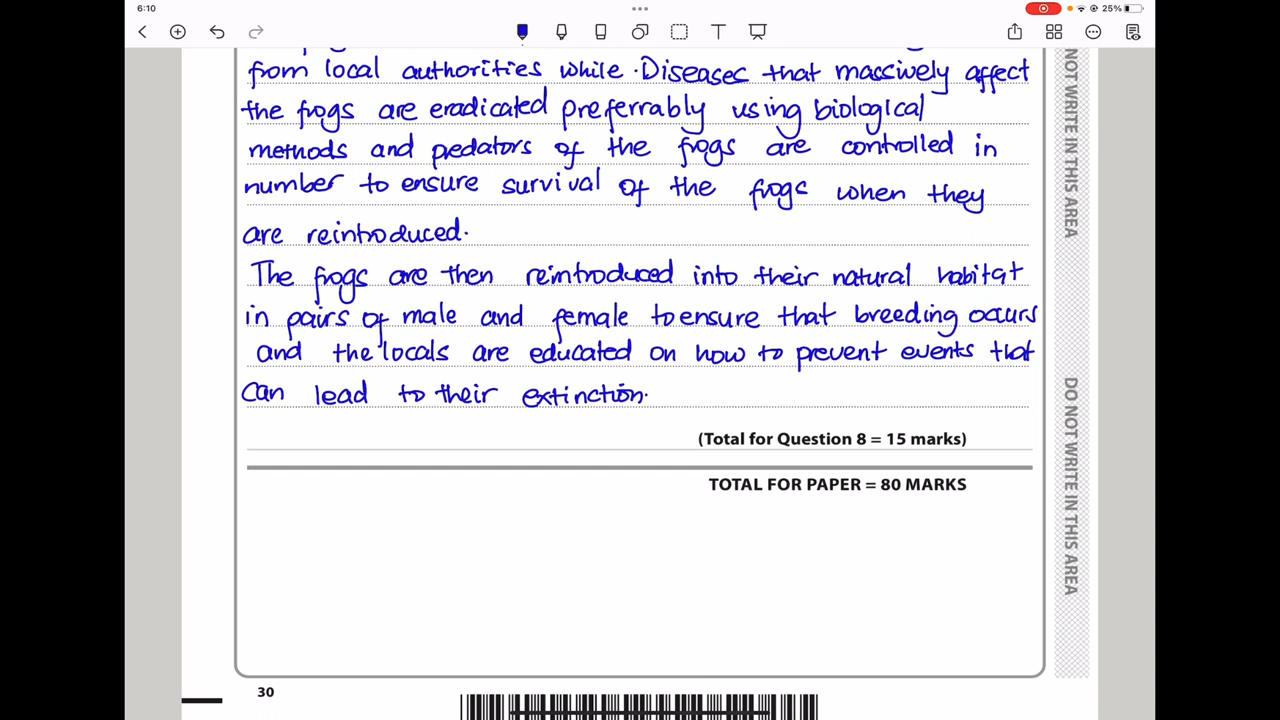 6:10
25%
from local authorities while. Diseases that massively affect
the frogs are eradicated preferrably using biological
methods and predators of the frogs are controlled in
number to ensure survival of the frogs when they
are reintroduced.
The frogs are then reintroduced into their natural habitat
in pairs of male and female to ensure that breeding occurs
and the locals are educated on how to prevent events that
can lead to their extinction.
(Total for Question 8 = 15 marks)
TOTAL FOR PAPER = 80 MARKS
30
NOT WRITE IN THIS AREA
DO NOT WRITE IN THIS AREA